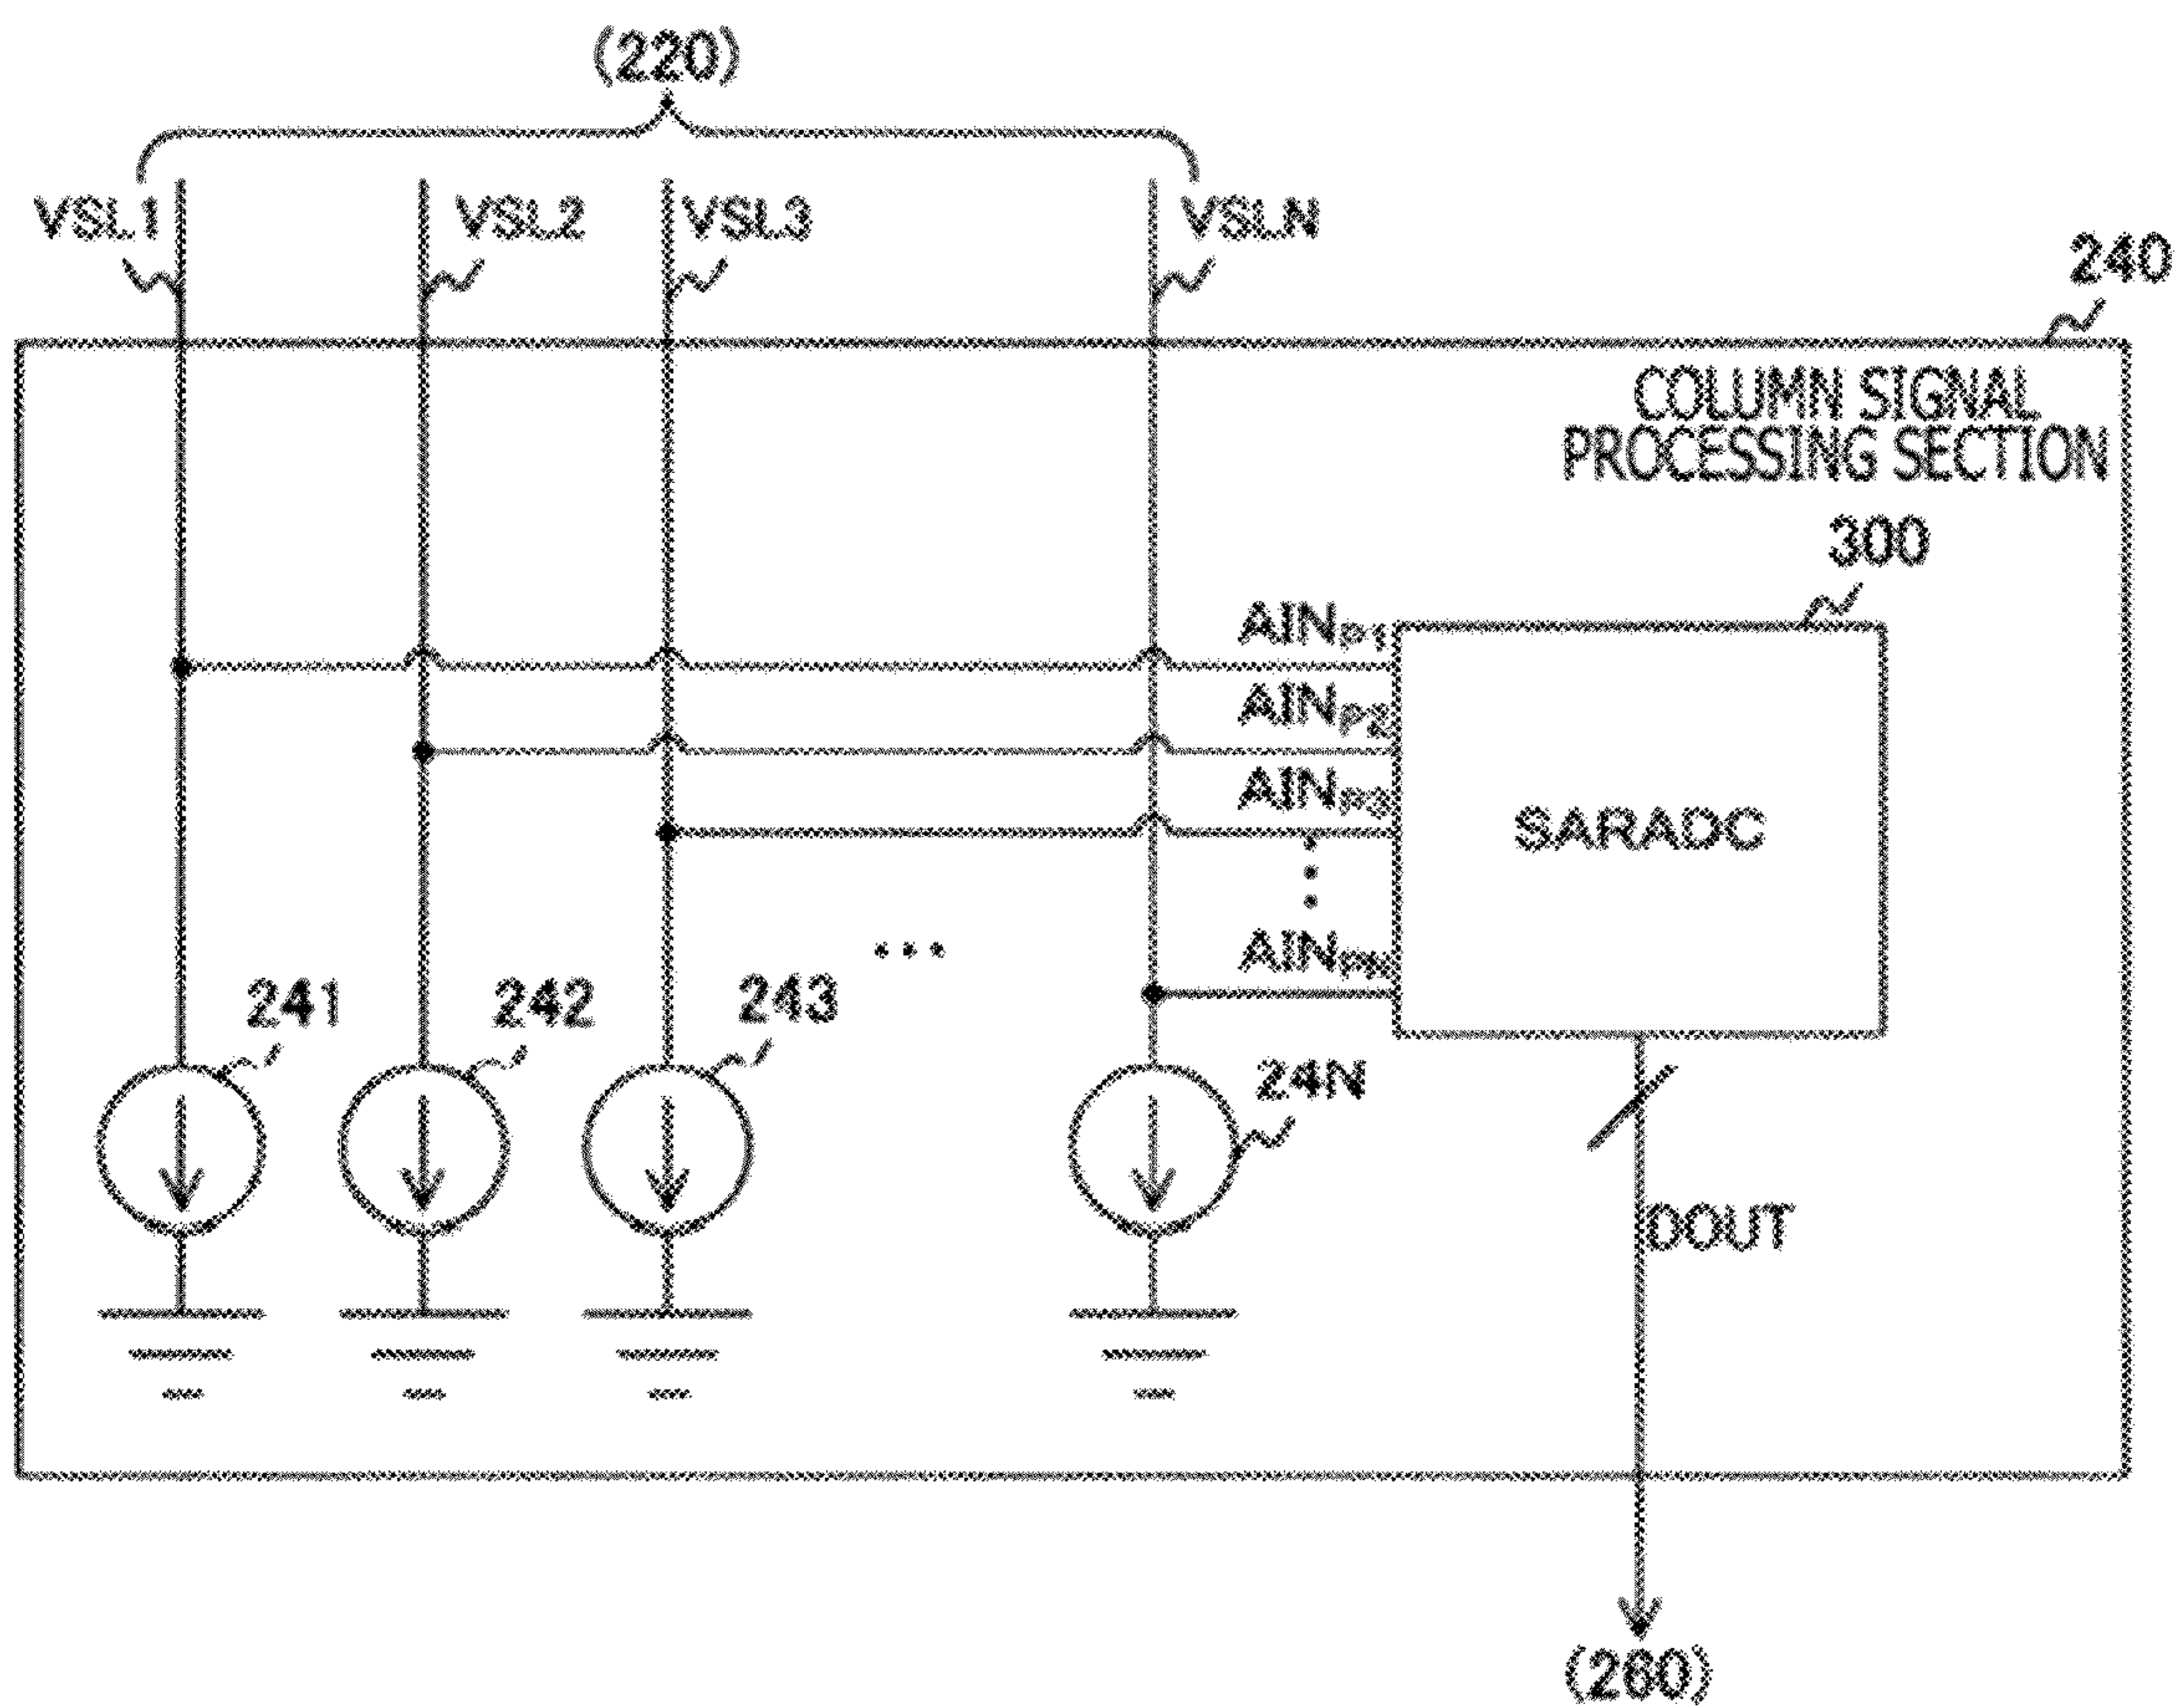 (220)
VSL1 VSL2 VSL3 VSLN
240
COLUMN SIGNAL
PROCESSING SECTION
300
AINP1
AINP2
AINP3
SARADC
...
AINPN
241 242 243
24N
DOUT
(260)